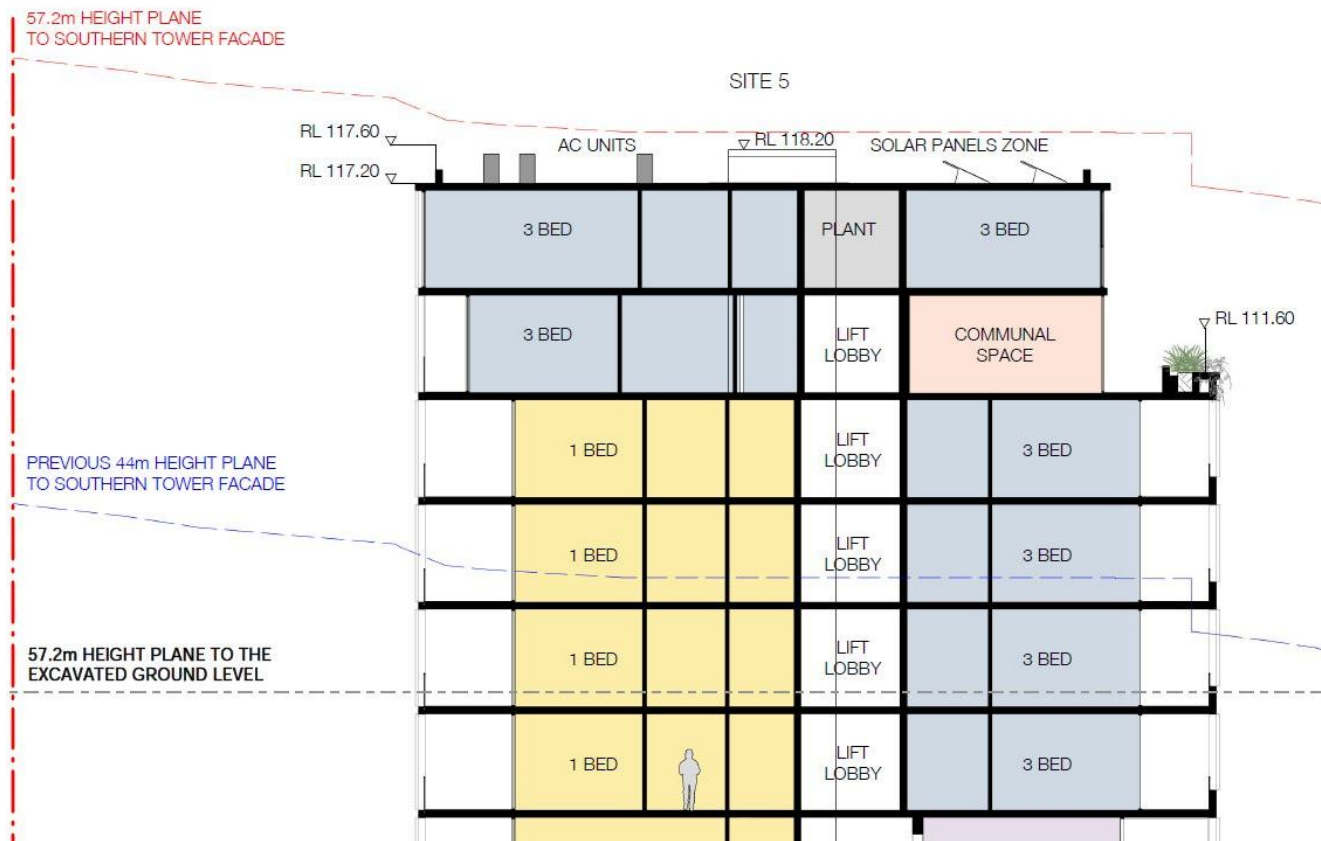 57.2m HEIGHT PLANE
TO SOUTHERN TOWER FACADE
SITE 5
RL 117.60
AC UNITS
RL 118.20
SOLAR PANELS ZONE
RL 117.20
3 BED
PLANT
3 BED
3 BED
LIFT
LOBBY
COMMUNAL
SPACE
RL 111.60
1 BED
LIFT
LOBBY
3 BED
PREVIOUS 44m HEIGHT PLANE
TO SOUTHERN TOWER FACADE
1 BED
LIFT
LOBBY
3 BED
57.2m HEIGHT PLANE TO THE
EXCAVATED GROUND LEVEL
1 BED
LIFT
LOBBY
3 BED
1 BED
LIFT
LOBBY
3 BED